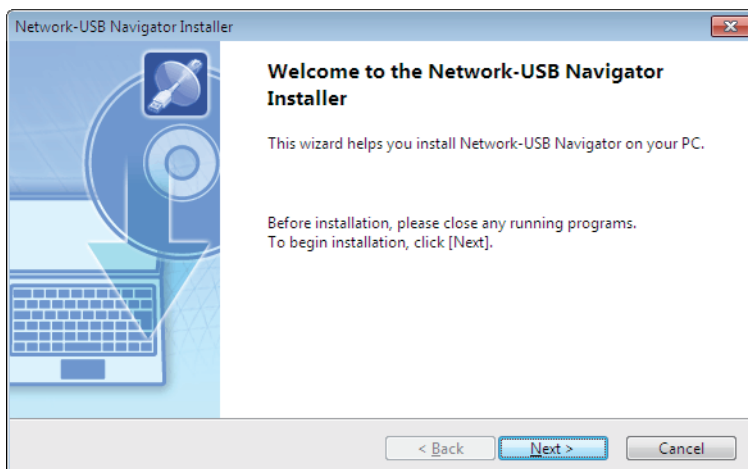 Network-USB Navigator Installer
Welcome to the Network-USB Navigator
Installer
This wizard helps you install Network-USB Navigator on your PC.
Before installation, please close any running programs.
To begin installation, click [Next].
< Back
Next >
Cancel